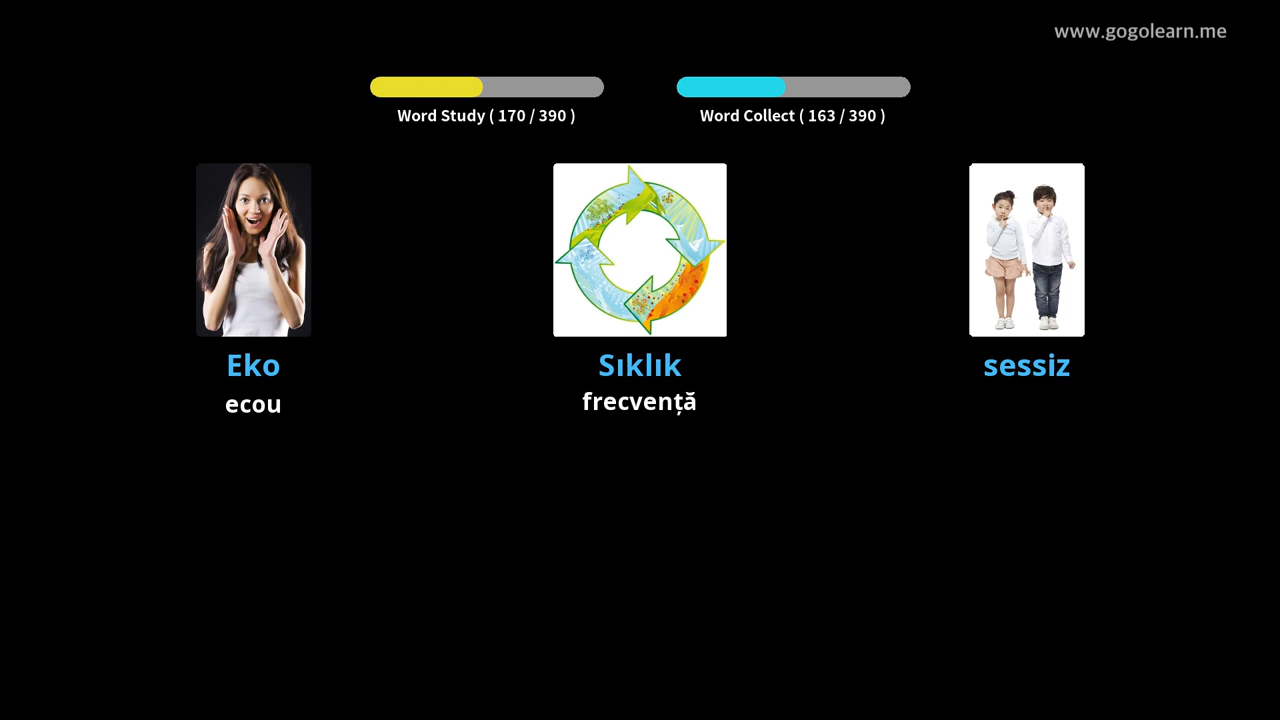 www.gogolearn.me
Word Study ( 170 / 390 )
Word Collect ( 163 / 390 )
Eko
ecou
Sıklık
frecvență
sessiz